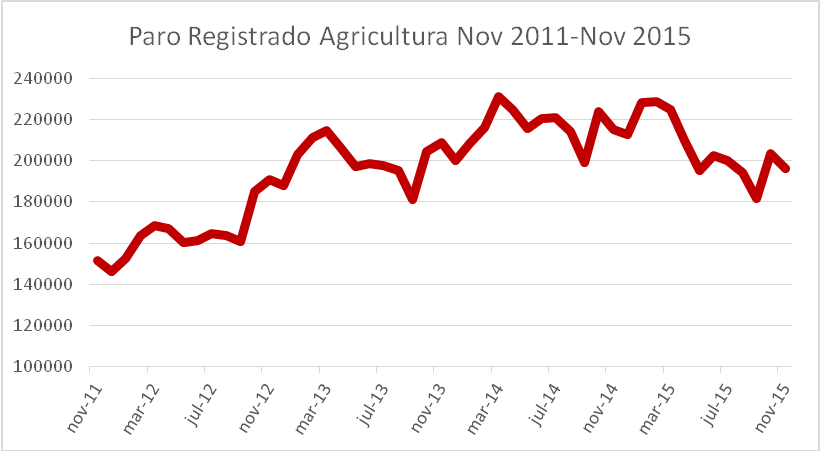 Paro Registrado Agricultura Nov 2011-Nov 2015
240000
220000
200000
180000
160000
140000
120000
100000
nov-11
mar-12
jul-12
nov-12
mar-13
jul-13
nov-13
mar-14
jul-14
nov-14
mar-15
jul-15
nov-15